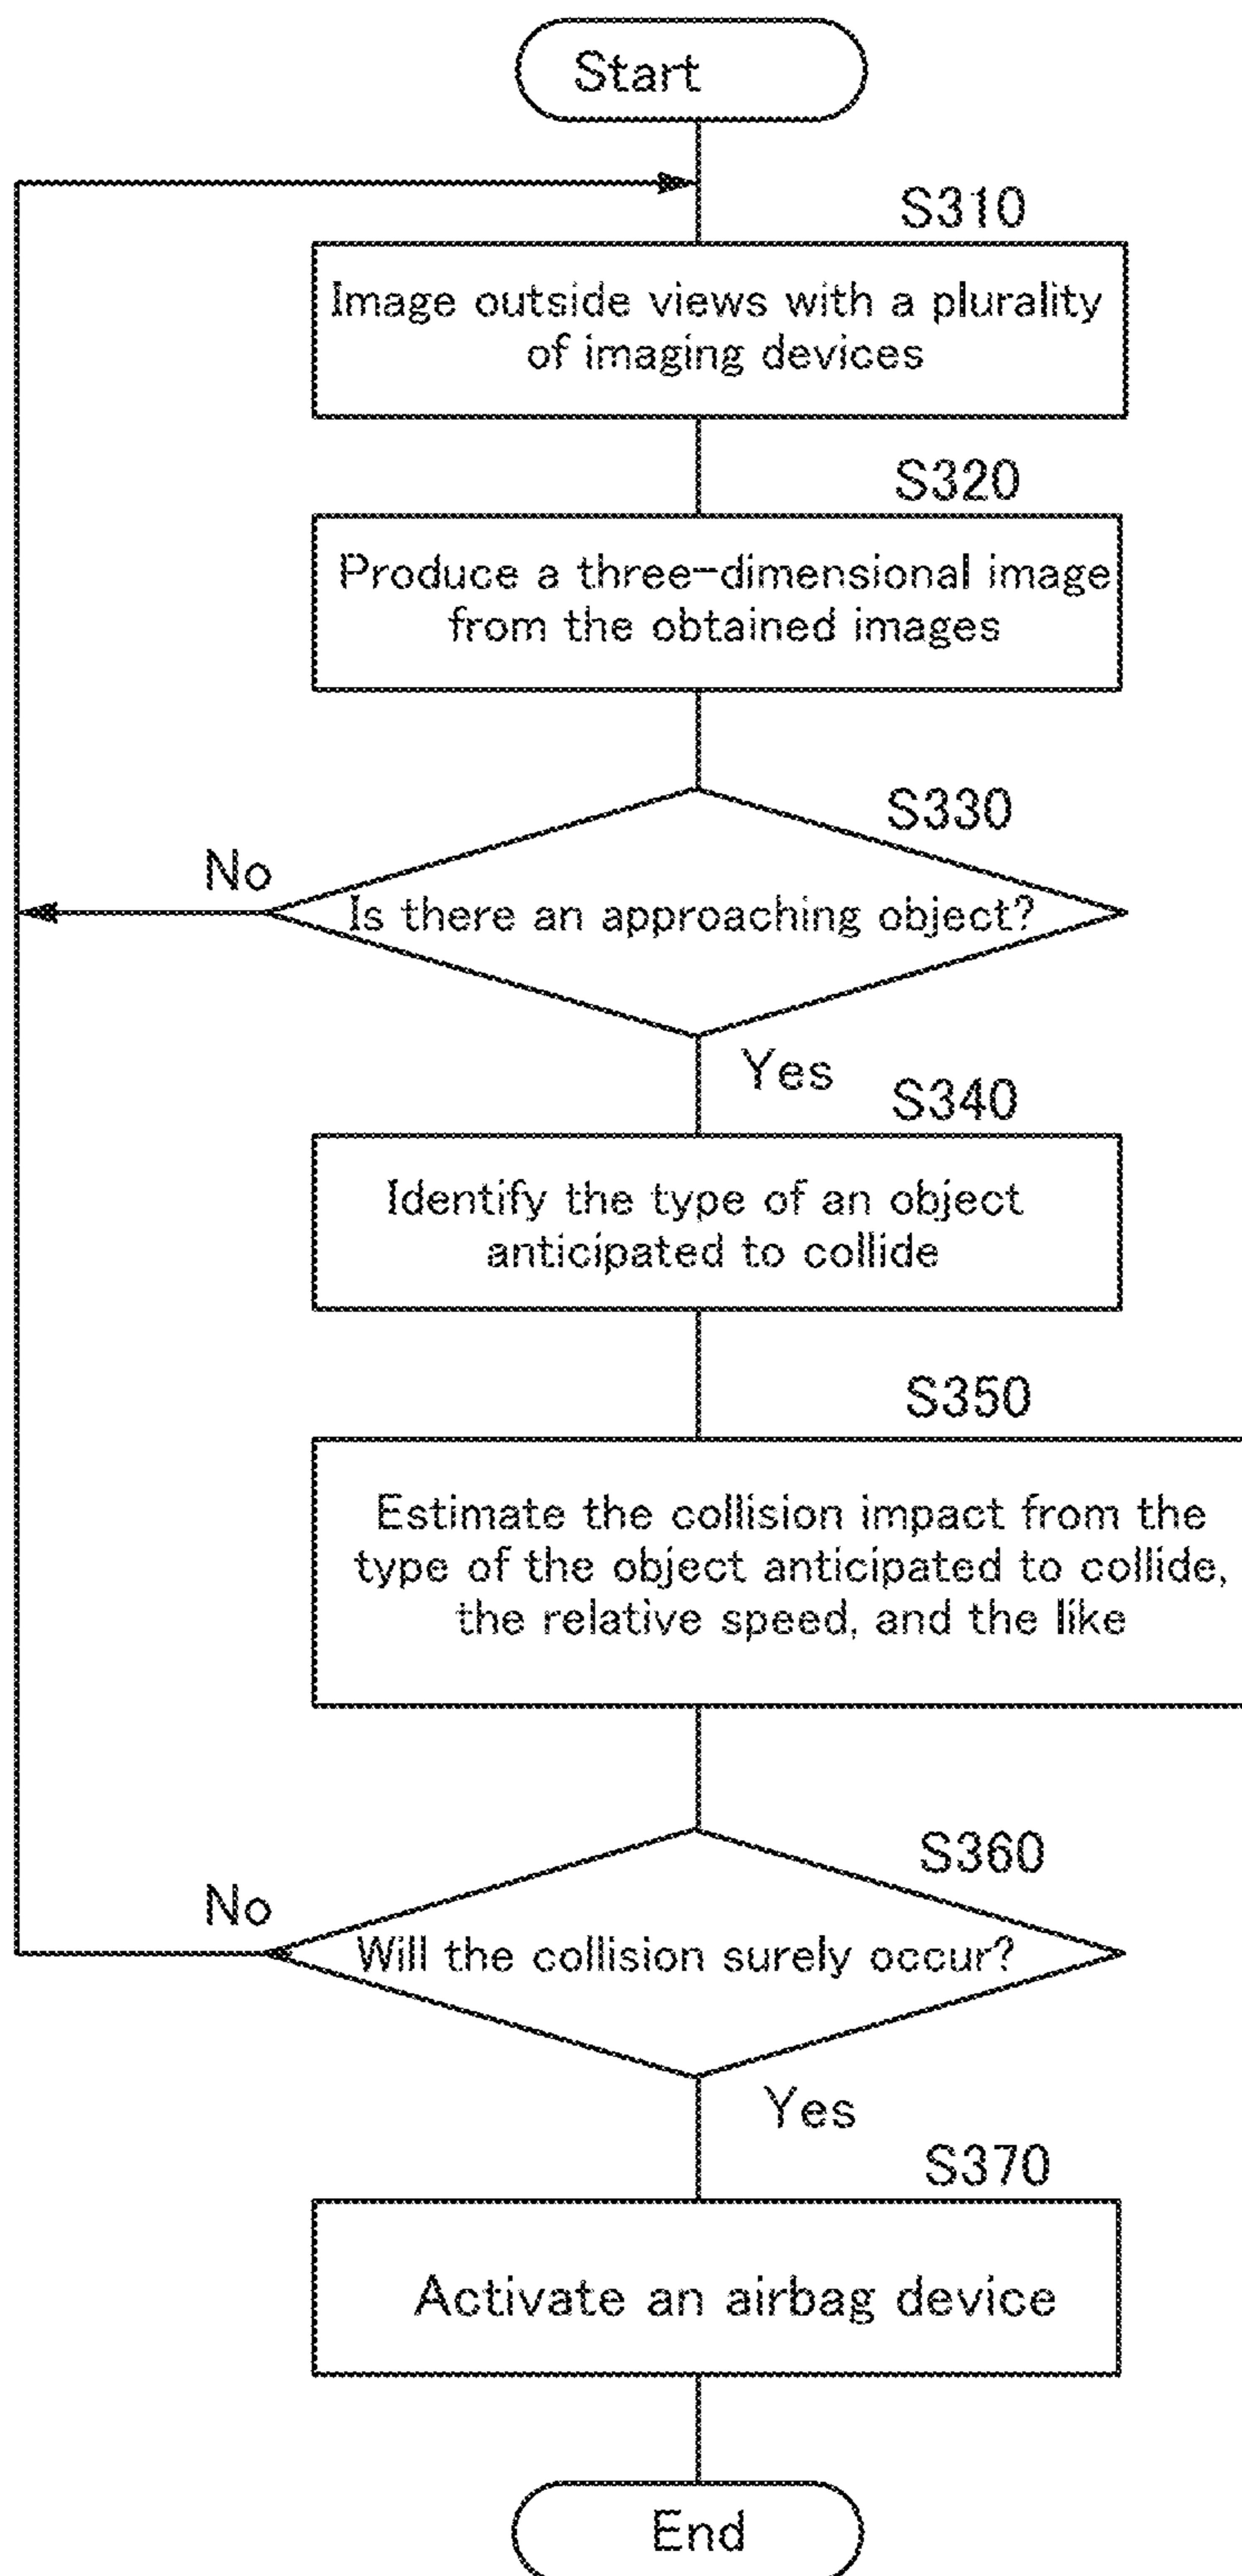 Start
S310
Image outside views with a plurality
of imaging devices
S320
Produce a three-dimensional image
from the obtained images
S330
No
Is there an approaching object?
Yes
S340
Identify the type of an object
anticipated to collide
S350
Estimate the collision impact from the
type of the object anticipated to collide,
the relative speed, and the like
S360
No
Will the collision surely occur?
Yes
S370
Activate an airbag device
End